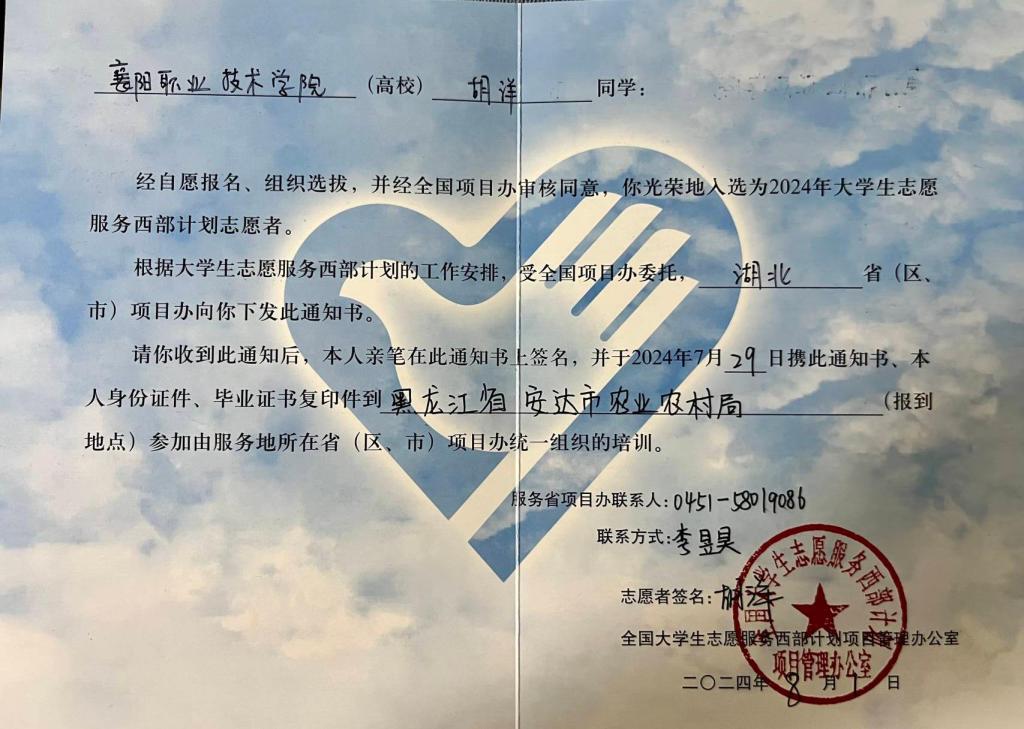 襄阳职业技术学院（高校）胡洋同学：
经自愿报名、组织选拔，并经全国项目办审核同意，你光荣地入选为2024年大学生志愿
服务西部计划志愿者。
根据大学生志愿服务西部计划的工作安排，受全国项目办委托，湖北省（区、
市）项目办向你下发此通知书。
请你收到此通知后，本人亲笔在此通知书上签名，并于2024年7月29日携此通知书、本
人身份证件、毕业证书复印件到黑龙江省安达市农业农村局（报到
地点）参加由服务地所在省（区、市）项目办统一组织的培训。
服务省项目办联系人：0451-58019086
联系方式：李昱昊
志愿者签名：胡洋
全国大学生志愿服务西部计划项目管理办公室
二〇二四年8月1日
全国大学生志愿服务西部计划
项目管理办公室